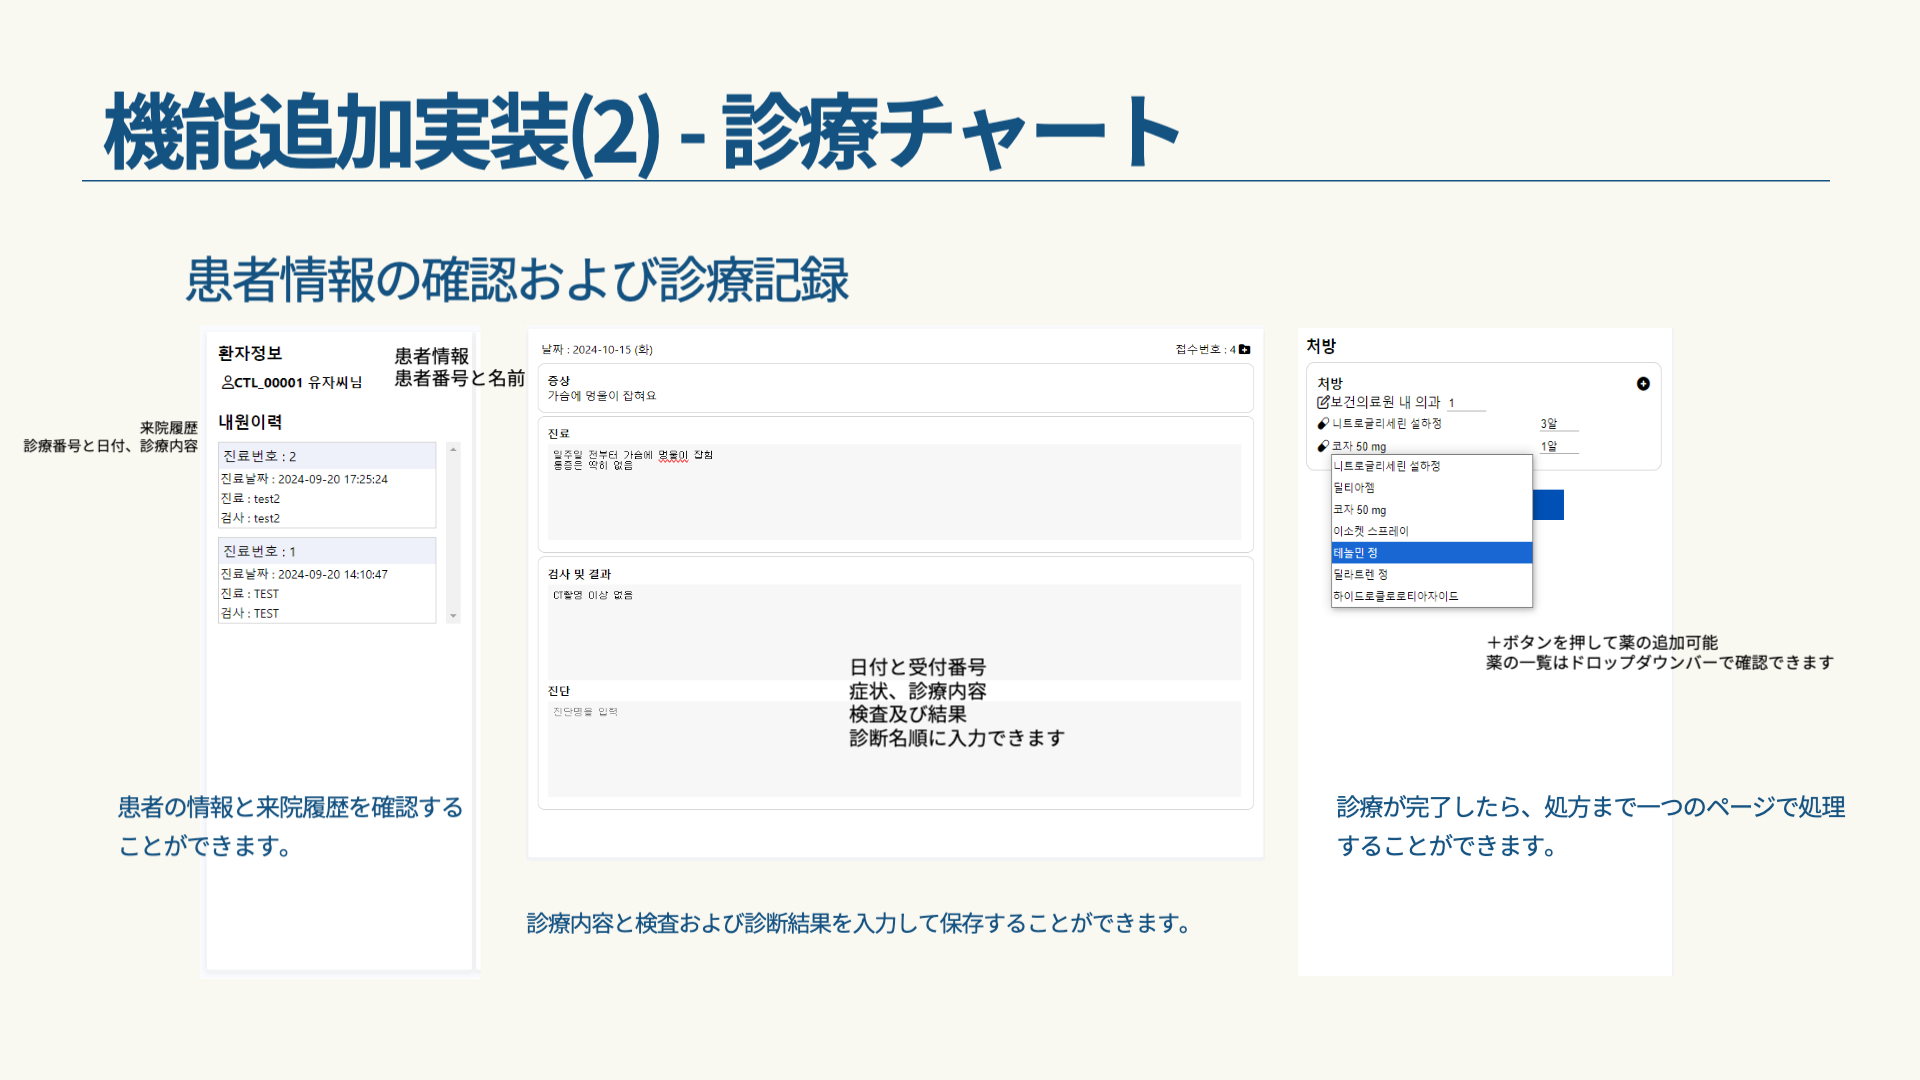 機能追加実装(2) - 診療チャート
患者情報の確認および診療記録
환자정보
CTL_00001 유자씨님
患者情報
患者番号と名前
내원이력
来院履歴
診療番号と日付、診療内容
진료번호 : 2
진료날짜 : 2024-09-20 17:25:24
진료 : test2
검사 : test2
진료번호 : 1
진료날짜 : 2024-09-20 14:10:47
진료 : TEST
검사 : TEST
患者の情報と来院履歴を確認する
ことができます。
날짜 : 2024-10-15 (화)
접수번호 : 4
증상
가슴에 멍울이 잡혀요
진료
일주일 전부터 가슴에 멍울이 잡힘
통증은 딱히 없음
검사 및 결과
CT촬영 이상 없음
진단
진단명을 입력
日付と受付番号
症状、診療内容
検査及び結果
診断名順に入力できます
診療内容と検査および診断結果を入力して保存することができます。
처방
처방
보건의료원 내 의과 1
니트로글리세린 설하정 3알
코자 50 mg 1알
니트로글리세린 설하정
딜티아젬
코자 50 mg
이소켓 스프레이
테놀민 정
딜라트렌 정
하이드로클로로티아자이드
＋ボタンを押して薬の追加可能
薬の一覧はドロップダウンバーで確認できます
診療が完了したら、処方まで一つのページで処理
することができます。